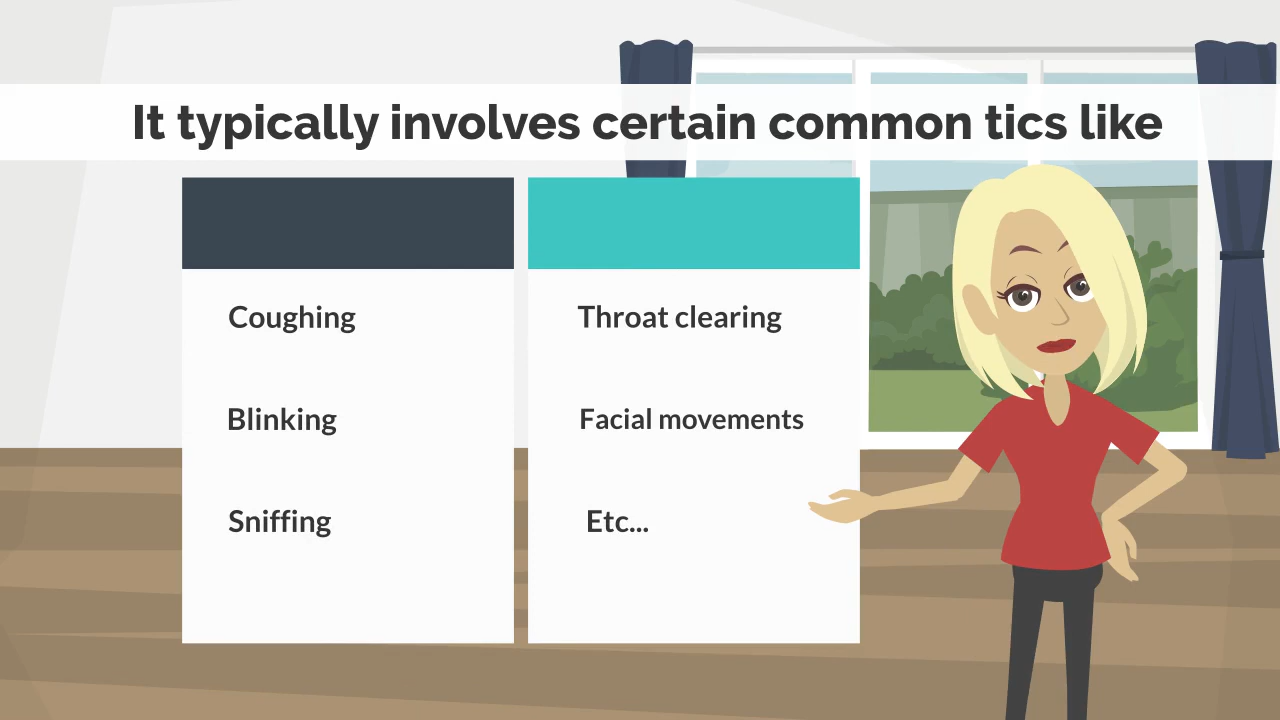 It typically involves certain common tics like
Coughing
Throat clearing
Blinking
Facial movements
Sniffing
Etc...